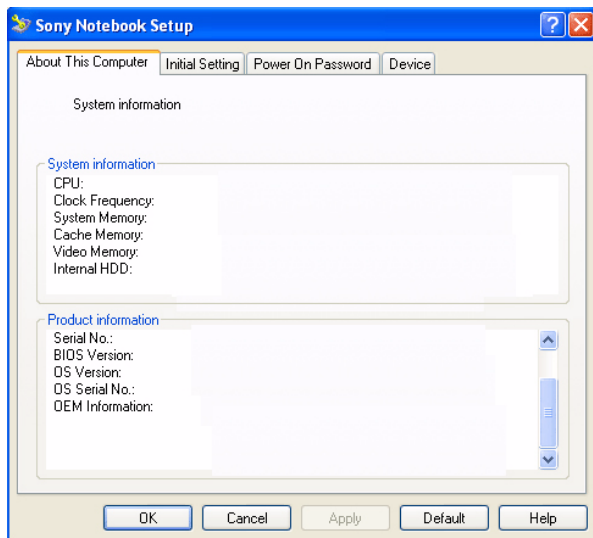 Sony Notebook Setup
About This Computer Initial Setting Power On Password Device
System information
System information
CPU:
Clock Frequency:
System Memory:
Cache Memory:
Video Memory:
Internal HDD:
Product information
Serial No.:
BIOS Version:
OS Version:
OS Serial No.:
OEM Information:
OK Cancel Apply Default Help